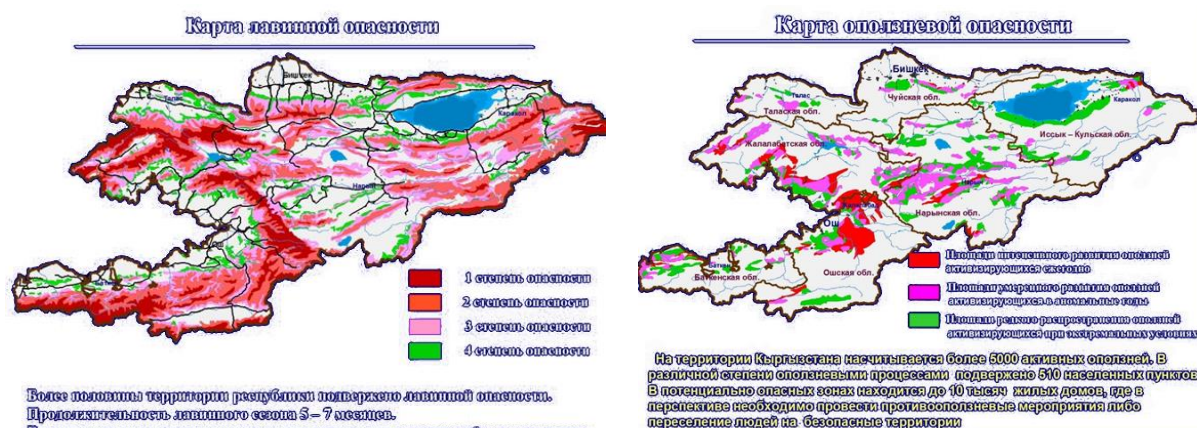 Карта лавинной опасности
Бишкек
Талас
Каракол
Нарын
Ош
1 степень опасности
2 степень опасности
3 степень опасности
4 степень опасности
Более половины территории республики подвержено лавинной опасности.
Продолжительность лавинного сезона 5 – 7 месяцев.
Карта оползневой опасности
Бишкек
Талас
Чуйская обл.
Каракол
Таласская обл.
Иссык – Кульская обл.
Жалалабатская обл.
Нарын
Нарынская обл.
Ош
Баткен
Баткенская обл.
Ошская обл.
Площади интенсивного развития оползней
активизирующихся ежегодно
Площади умеренного развития оползней
активизирующихся в аномальные годы
Площади редкого распространения оползней
активизирующихся при экстремальных условиях
На территории Кыргызстана насчитывается более 5000 активных оползней. В
различной степени оползневыми процессами подвержено 510 населенных пунктов
В потенциально опасных зонах находится до 10 тысяч жилых домов, где в
перспективе необходимо провести противооползневые мероприятия либо
переселение людей на безопасные территории